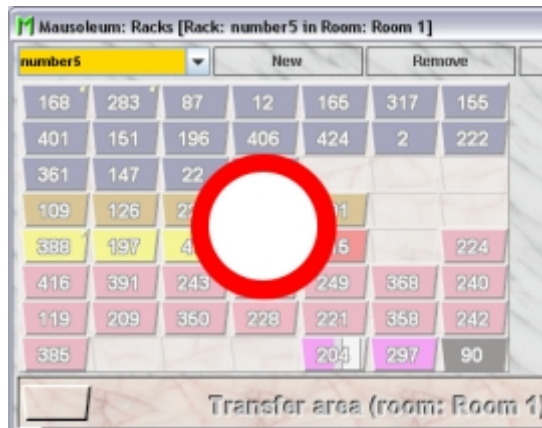 Mausoleum: Racks [Rack: number5 in Room: Room 1]
number5 New Remove
168 283 87 12 165 317 155
401 151 196 406 424 2 222
361 147 22
109 126
388 197
416 391 243 249 368 240
119 209 350 228 221 358 242
385 204 297 90
224
Transfer area (room: Room 1)